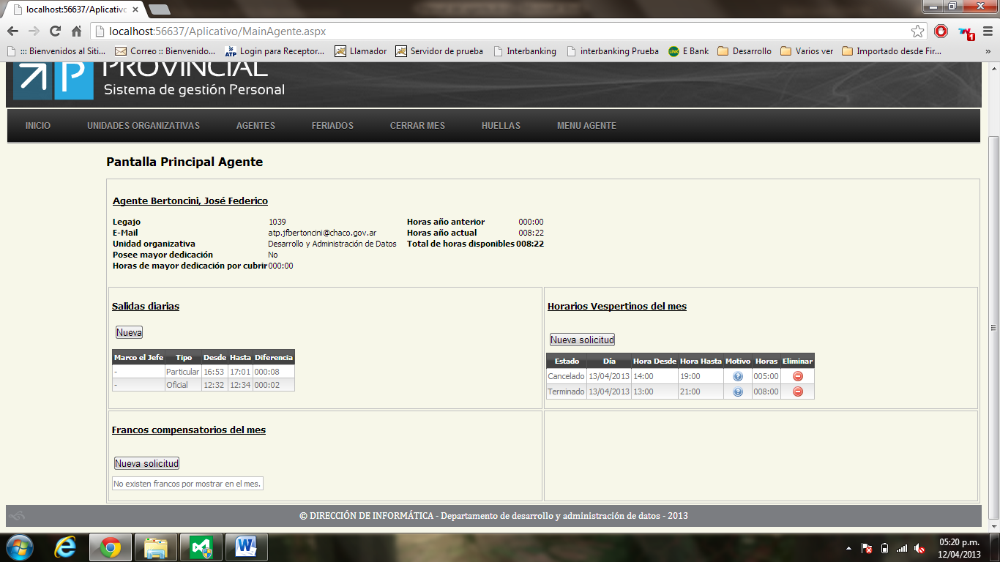 localhost:56637/Aplicativo
localhost:56637/Aplicativo/MainAgente.aspx
::: Bienvenidos al Siti... Correo :: Bienvenido... ATP Login para Receptor... Llamador Servidor de prueba Interbanking interbanking Prueba LINK E Bank Desarrollo Varios ver Importado desde Fir... »
1
P PROVINCIAL
Sistema de gestión Personal
INICIO UNIDADES ORGANIZATIVAS AGENTES FERIADOS CERRAR MES HUELLAS MENU AGENTE
Pantalla Principal Agente
Agente Bertoncini, José Federico
Legajo 1039 Horas año anterior 000:00
E-Mail atp.jfbertoncini@chaco.gov.ar Horas año actual 008:22
Unidad organizativa Desarrollo y Administración de Datos Total de horas disponibles 008:22
Posee mayor dedicación No
Horas de mayor dedicación por cubrir 000:00
Salidas diarias
Nueva
Marco el Jefe Tipo Desde Hasta Diferencia
- Particular 16:53 17:01 000:08
- Oficial 12:32 12:34 000:02
Horarios Vespertinos del mes
Nueva solicitud
Estado Día Hora Desde Hora Hasta Motivo Horas Eliminar
Cancelado 13/04/2013 14:00 19:00 005:00
Terminado 13/04/2013 13:00 21:00 008:00
Francos compensatorios del mes
Nueva solicitud
No existen francos por mostrar en el mes.
© DIRECCIÓN DE INFORMÁTICA - Departamento de desarrollo y administración de datos - 2013
05:20 p.m.
12/04/2013